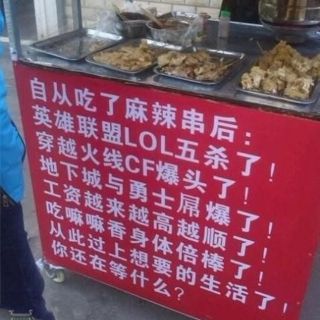 自从吃了麻辣串后：
英雄联盟LOL五杀了！
穿越火线CF爆头了！
地下城与勇士屌爆了！
工资越来越高越顺了！
吃嘛嘛香身体倍棒了！
从此过上想要的生活了！
你还在等什么？